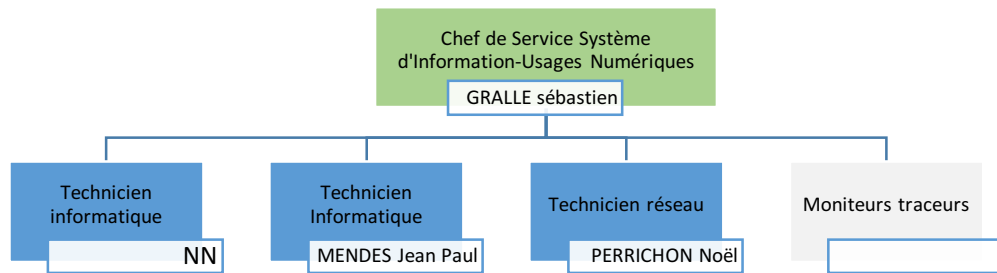 Chef de Service Système
d'Information-Usages Numériques
GRALLE sébastien
Technicien
informatique
NN
Technicien
Informatique
MENDES Jean Paul
Technicien réseau
PERRICHON Noël
Moniteurs traceurs